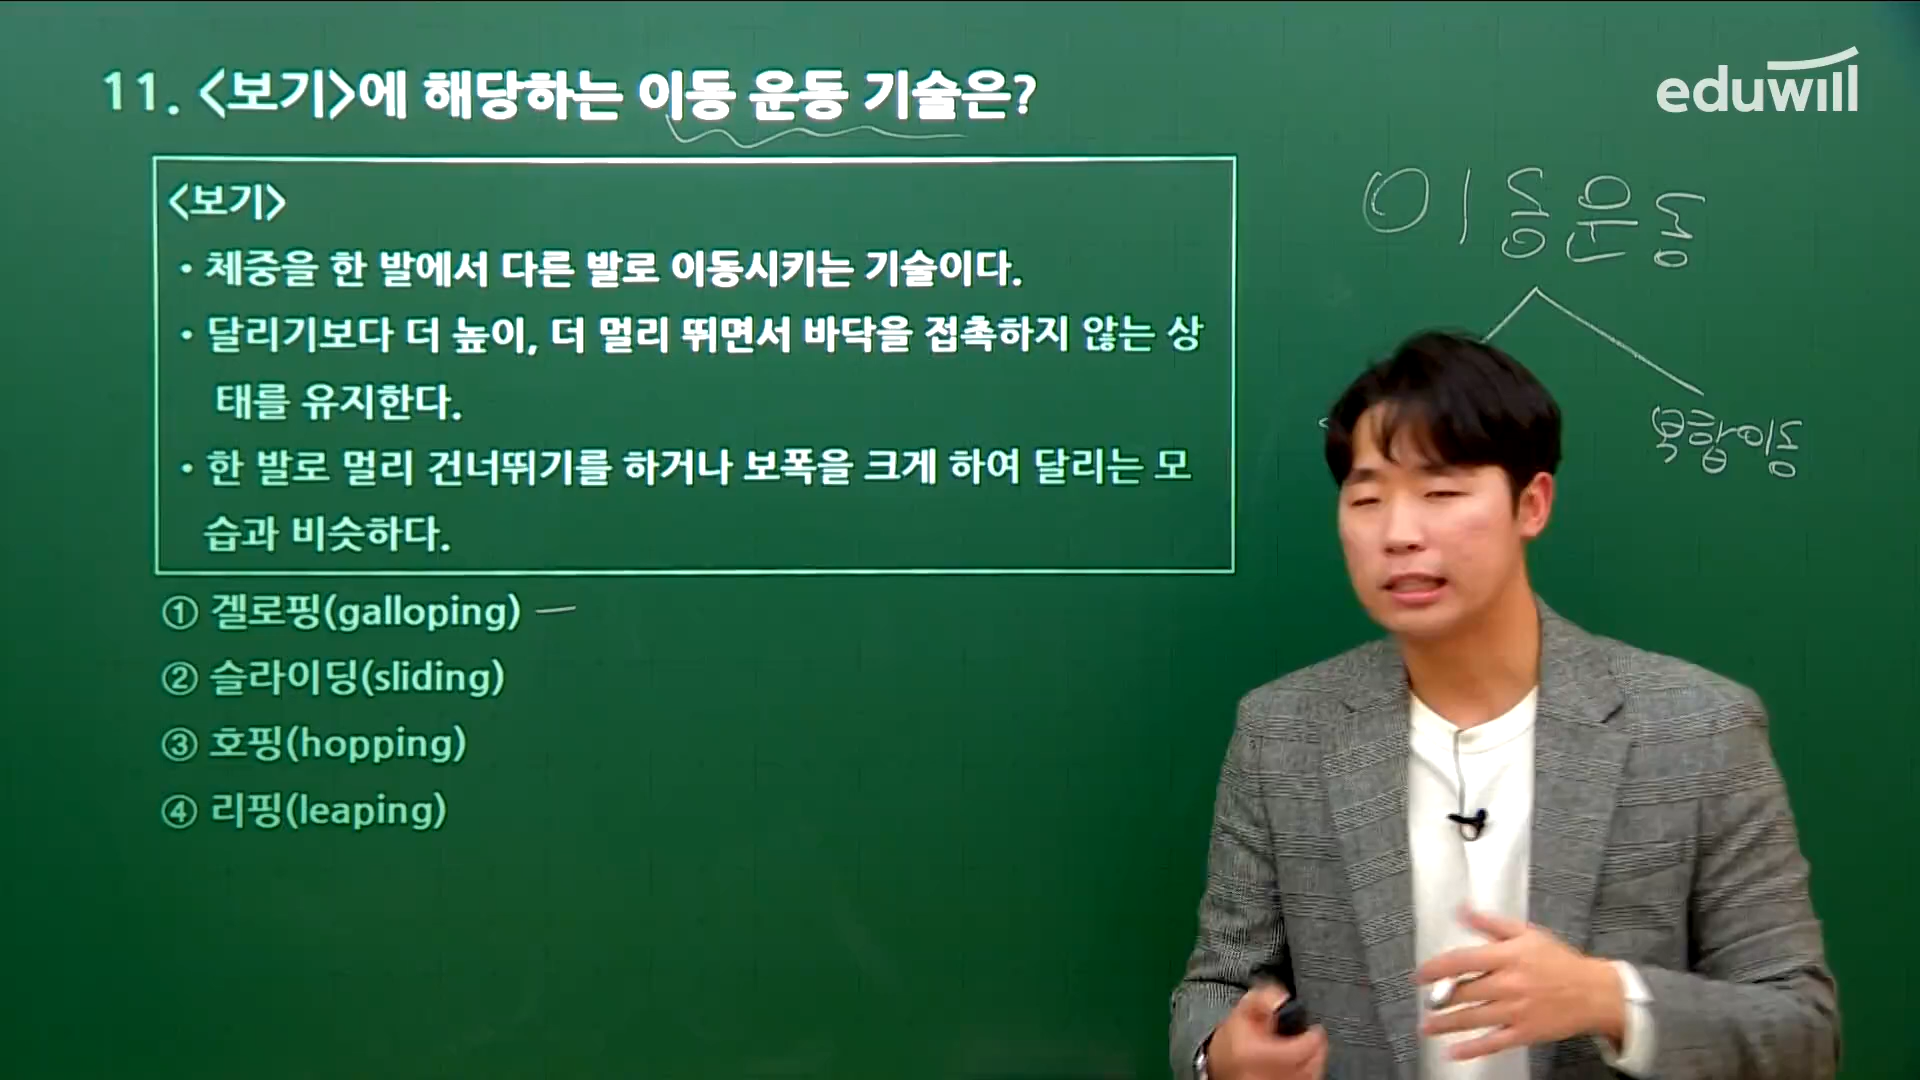 11. <보기>에 해당하는 이동 운동 기술은?
eduwill
<보기>
• 체중을 한 발에서 다른 발로 이동시키는 기술이다.
• 달리기보다 더 높이, 더 멀리 뛰면서 바닥을 접촉하지 않는 상
태를 유지한다.
• 한 발로 멀리 건너뛰기를 하거나 보폭을 크게 하여 달리는 모
습과 비슷하다.
① 겔로핑(galloping)
② 슬라이딩(sliding)
③ 호핑(hopping)
④ 리핑(leaping)
이동운동
복합이동